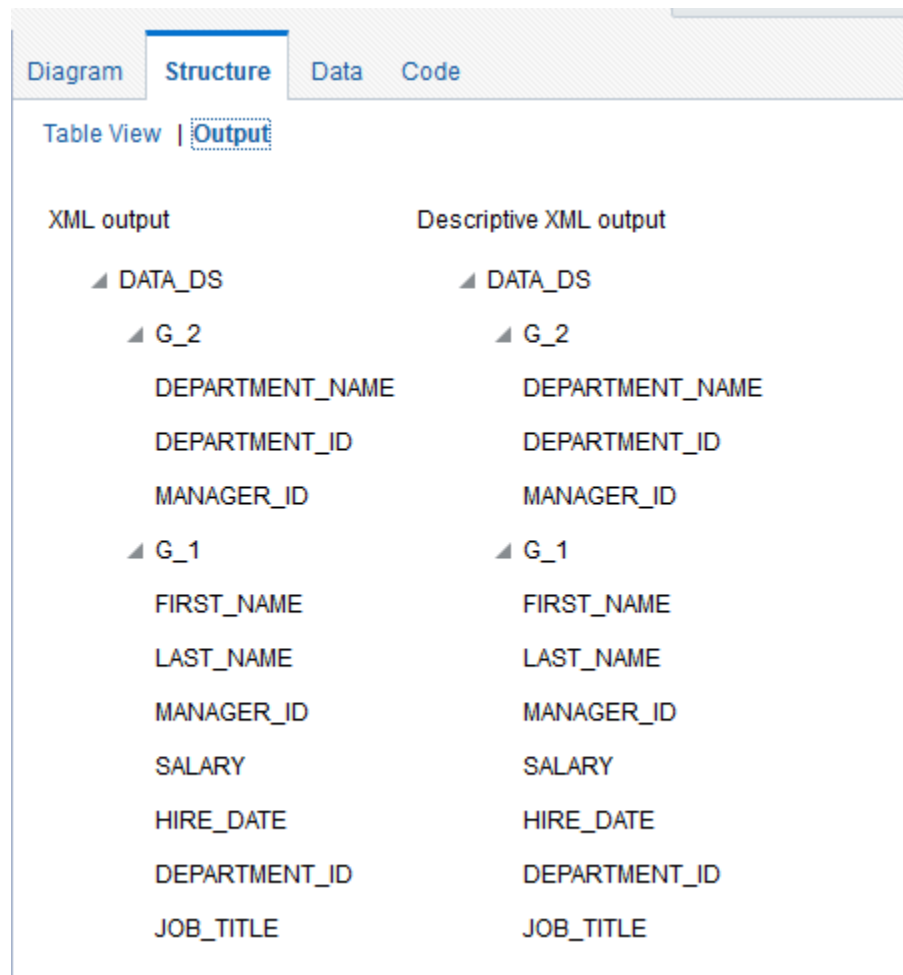 Diagram Structure Data Code
Table View | Output
XML output Descriptive XML output
DATA_DS DATA_DS
G_2 G_2
DEPARTMENT_NAME DEPARTMENT_NAME
DEPARTMENT_ID DEPARTMENT_ID
MANAGER_ID MANAGER_ID
G_1 G_1
FIRST_NAME FIRST_NAME
LAST_NAME LAST_NAME
MANAGER_ID MANAGER_ID
SALARY SALARY
HIRE_DATE HIRE_DATE
DEPARTMENT_ID DEPARTMENT_ID
JOB_TITLE JOB_TITLE